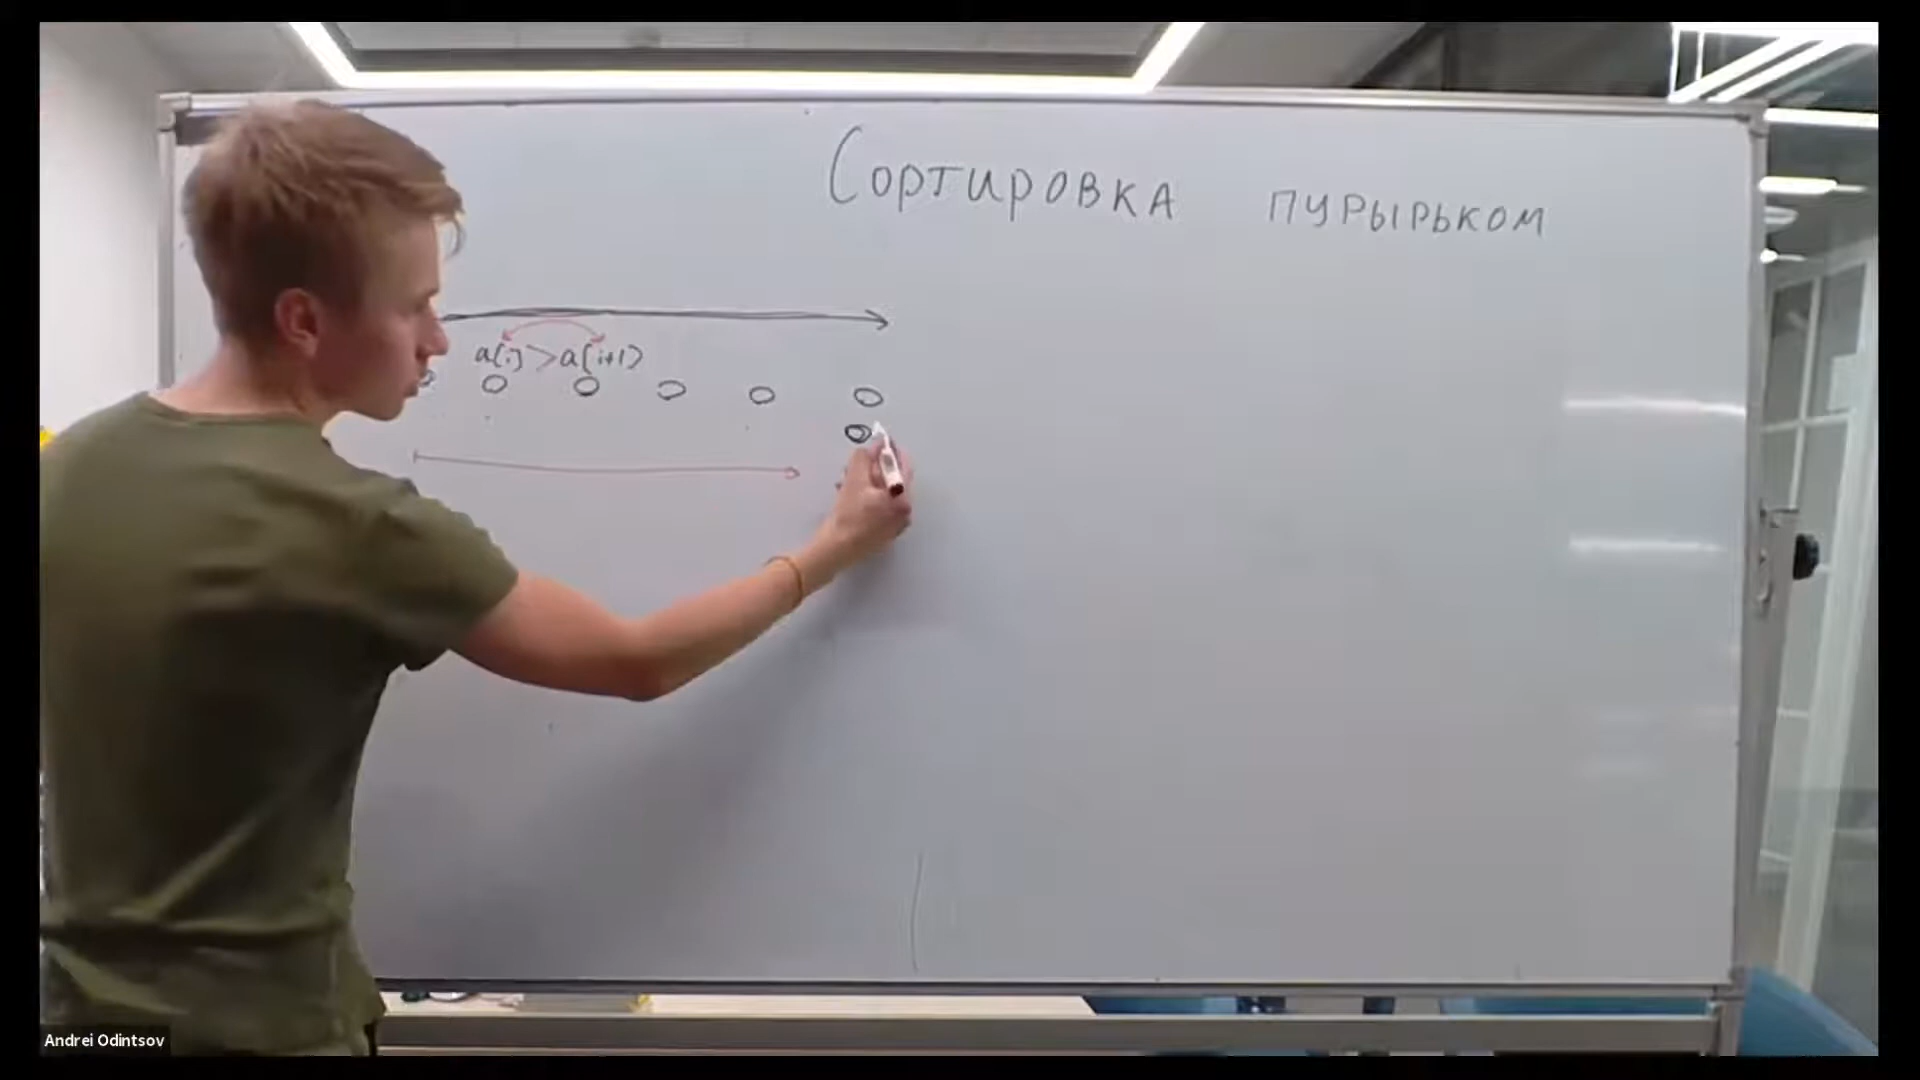 Сортировка пурырьком
a[i] > a[i+1]
Andrei Odintsov